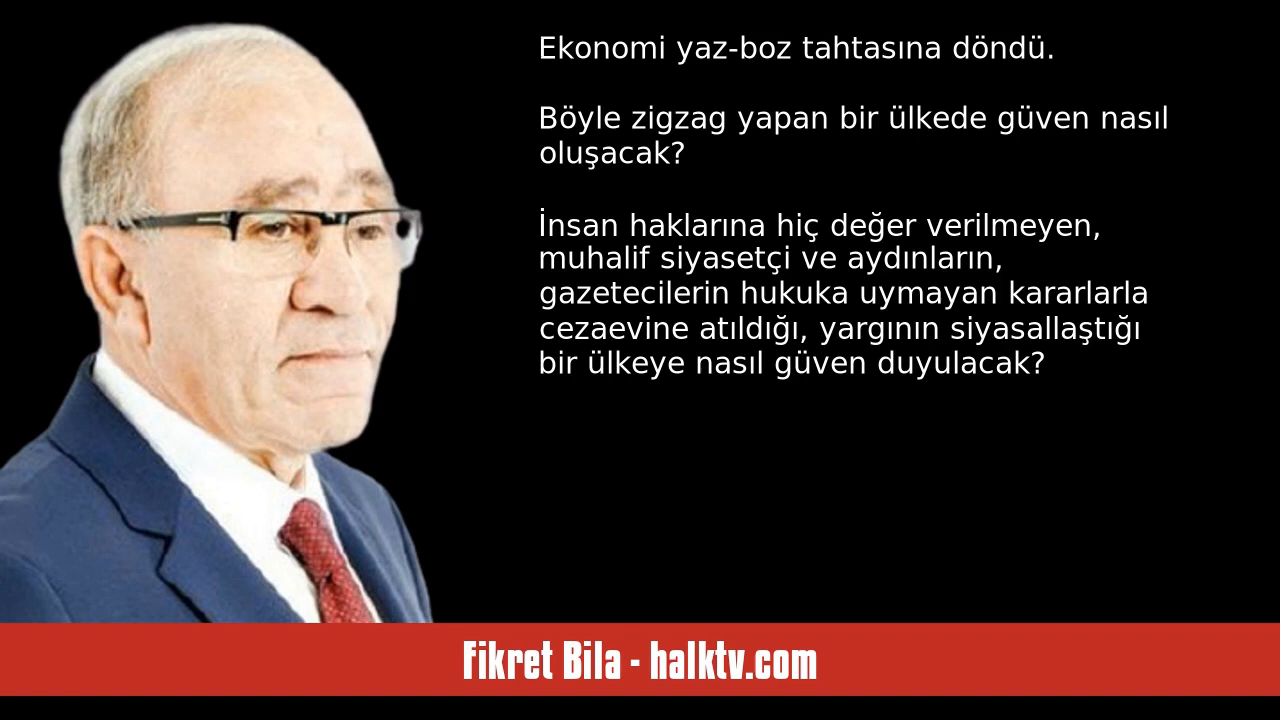 Ekonomi yaz-boz tahtasına döndü.
Böyle zigzag yapan bir ülkede güven nasıl
oluşacak?
İnsan haklarına hiç değer verilmeyen,
muhalif siyasetçi ve aydınların,
gazetecilerin hukuka uymayan kararlarla
cezaevine atıldığı, yargının siyasallaştığı
bir ülkeye nasıl güven duyulacak?
Fikret Bila - halktv.com